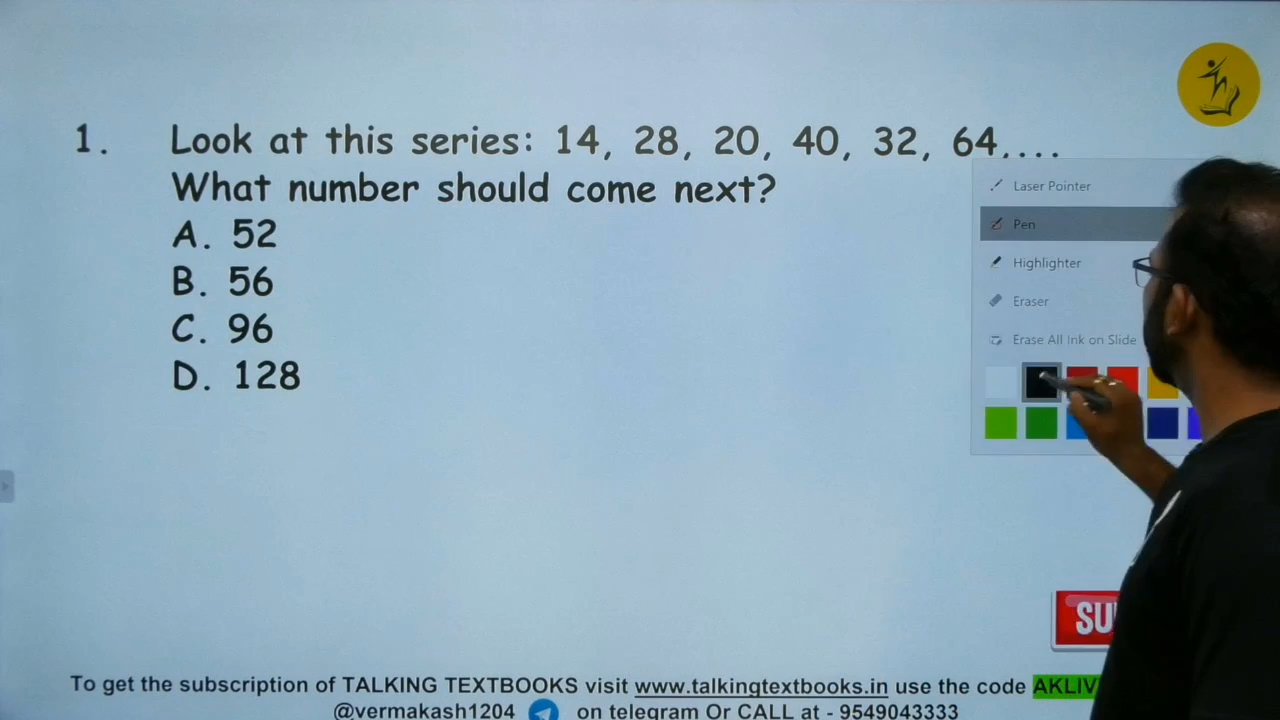 1. Look at this series: 14, 28, 20, 40, 32, 64,....
What number should come next?
A. 52
B. 56
C. 96
D. 128
Laser Pointer
Pen
Highlighter
Eraser
Erase All Ink on Slide
To get the subscription of TALKING TEXTBOOKS visit www.talkingtextbooks.in use the code
@vermakash1204 on telegram Or CALL at - 9549043333